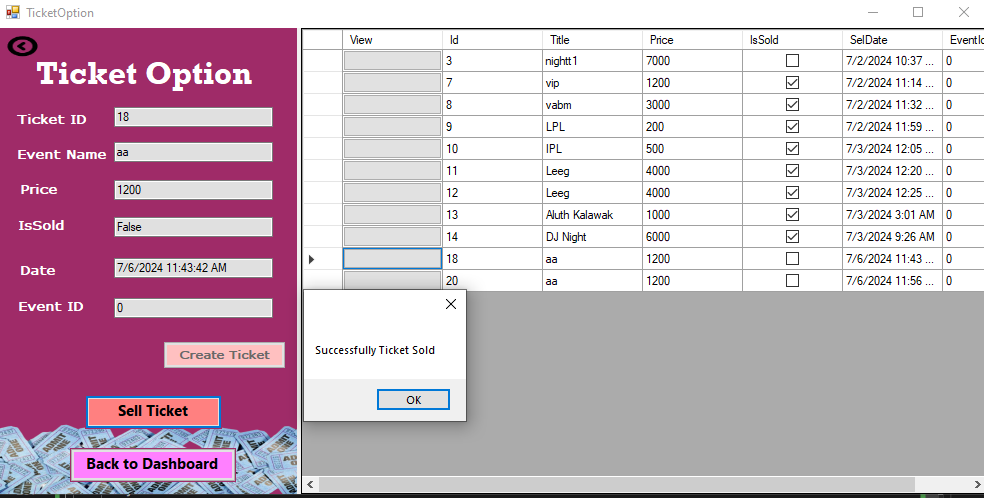 TicketOption
Ticket Option
Ticket ID 18
Event Name aa
Price 1200
IsSold False
Date 7/6/2024 11:43:42 AM
Event ID 0
Create Ticket
Sell Ticket
Back to Dashboard
View Id Title Price IsSold SelDate EventId
3 nightt1 7000 7/2/2024 10:37 ... 0
7 vip 1200 7/2/2024 11:14 ... 0
8 vabm 3000 7/2/2024 11:32 ... 0
9 LPL 200 7/2/2024 11:59 ... 0
10 IPL 500 7/3/2024 12:05 ... 0
11 Leeg 4000 7/3/2024 12:20 ... 0
12 Leeg 4000 7/3/2024 12:25 ... 0
13 Aluth Kalawak 1000 7/3/2024 3:01 AM 0
14 DJ Night 6000 7/3/2024 9:26 AM 0
18 aa 1200 7/6/2024 11:43 ... 0
20 aa 1200 7/6/2024 11:56 ... 0
Successfully Ticket Sold
OK